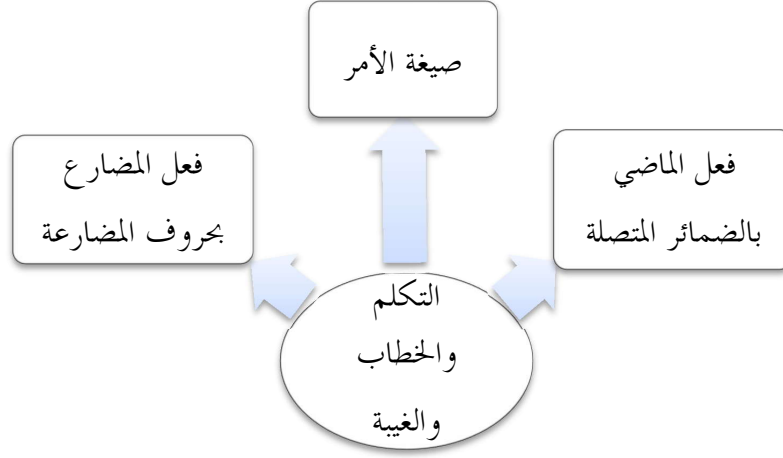 صيغة الأمر
فعل الماضي
بالضمائر المتصلة
فعل المضارع
بحروف المضارعة
التكلم
والخطاب
والغيبة